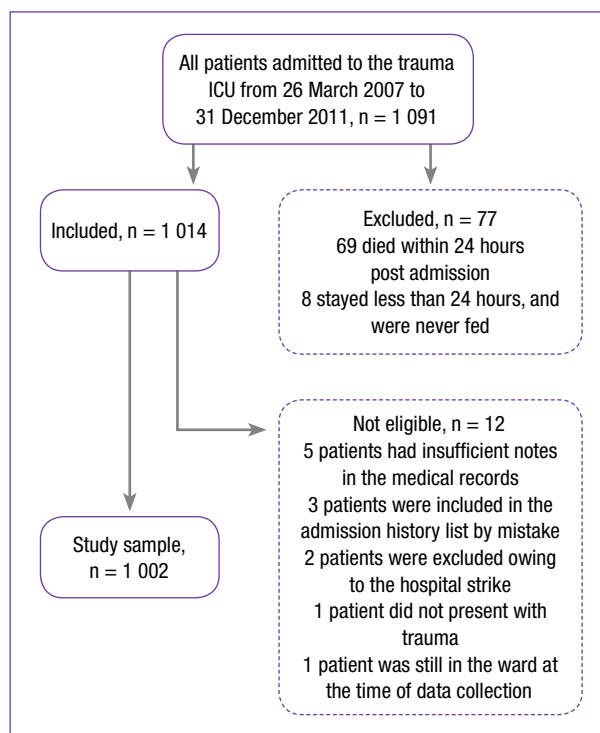 All patients admitted to the trauma
ICU from 26 March 2007 to
31 December 2011, n = 1 091
Included, n = 1 014
Excluded, n = 77
69 died within 24 hours
post admission
8 stayed less than 24 hours, and
were never fed
Not eligible, n = 12
5 patients had insufficient notes
in the medical records
3 patients were included in the
admission history list by mistake
2 patients were excluded owing
to the hospital strike
1 patient did not present with
trauma
1 patient was still in the ward at
the time of data collection
Study sample,
n = 1 002